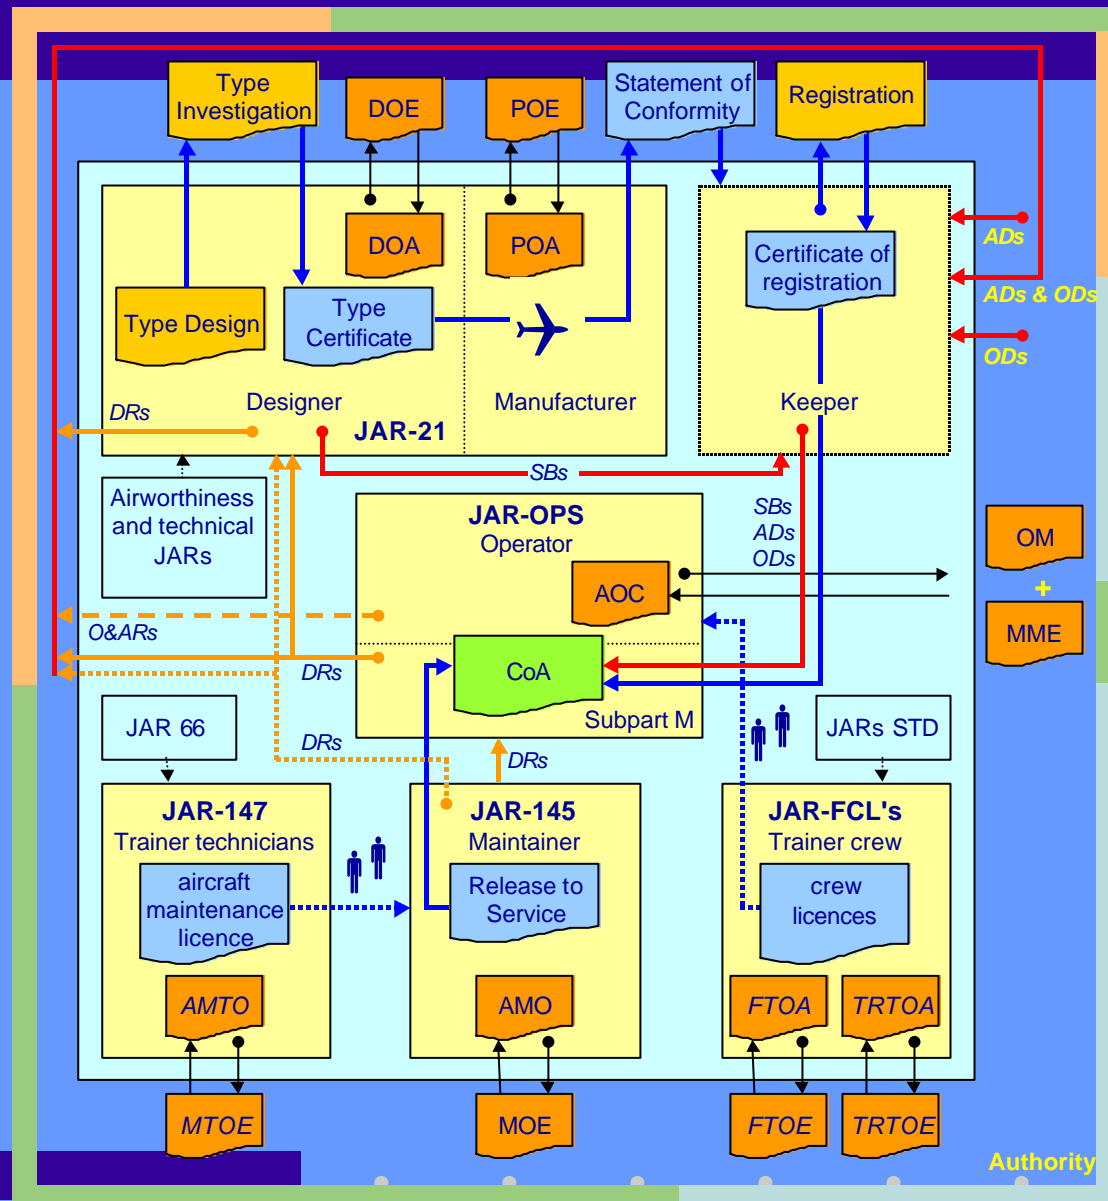 Type
Investigation
DOE
POE
Statement of
Conformity
Registration
DOA
POA
Certificate of
registration
ADs
ADs & ODs
ODs
Type Design
Type
Certificate
Designer
JAR-21
Manufacturer
Keeper
DRs
SBs
Airworthiness
and technical
JARs
JAR-OPS
Operator
SBs
ADs
ODs
AOC
OM
+
MME
O&ARs
DRs
CoA
Subpart M
JAR 66
DRs
DRs
JARs STD
JAR-147
Trainer technicians
aircraft
maintenance
licence
AMTO
MTOE
JAR-145
Maintainer
Release to
Service
AMO
MOE
JAR-FCL's
Trainer crew
crew
licences
FTOA
TRTOA
FTOE
TRTOE
Authority